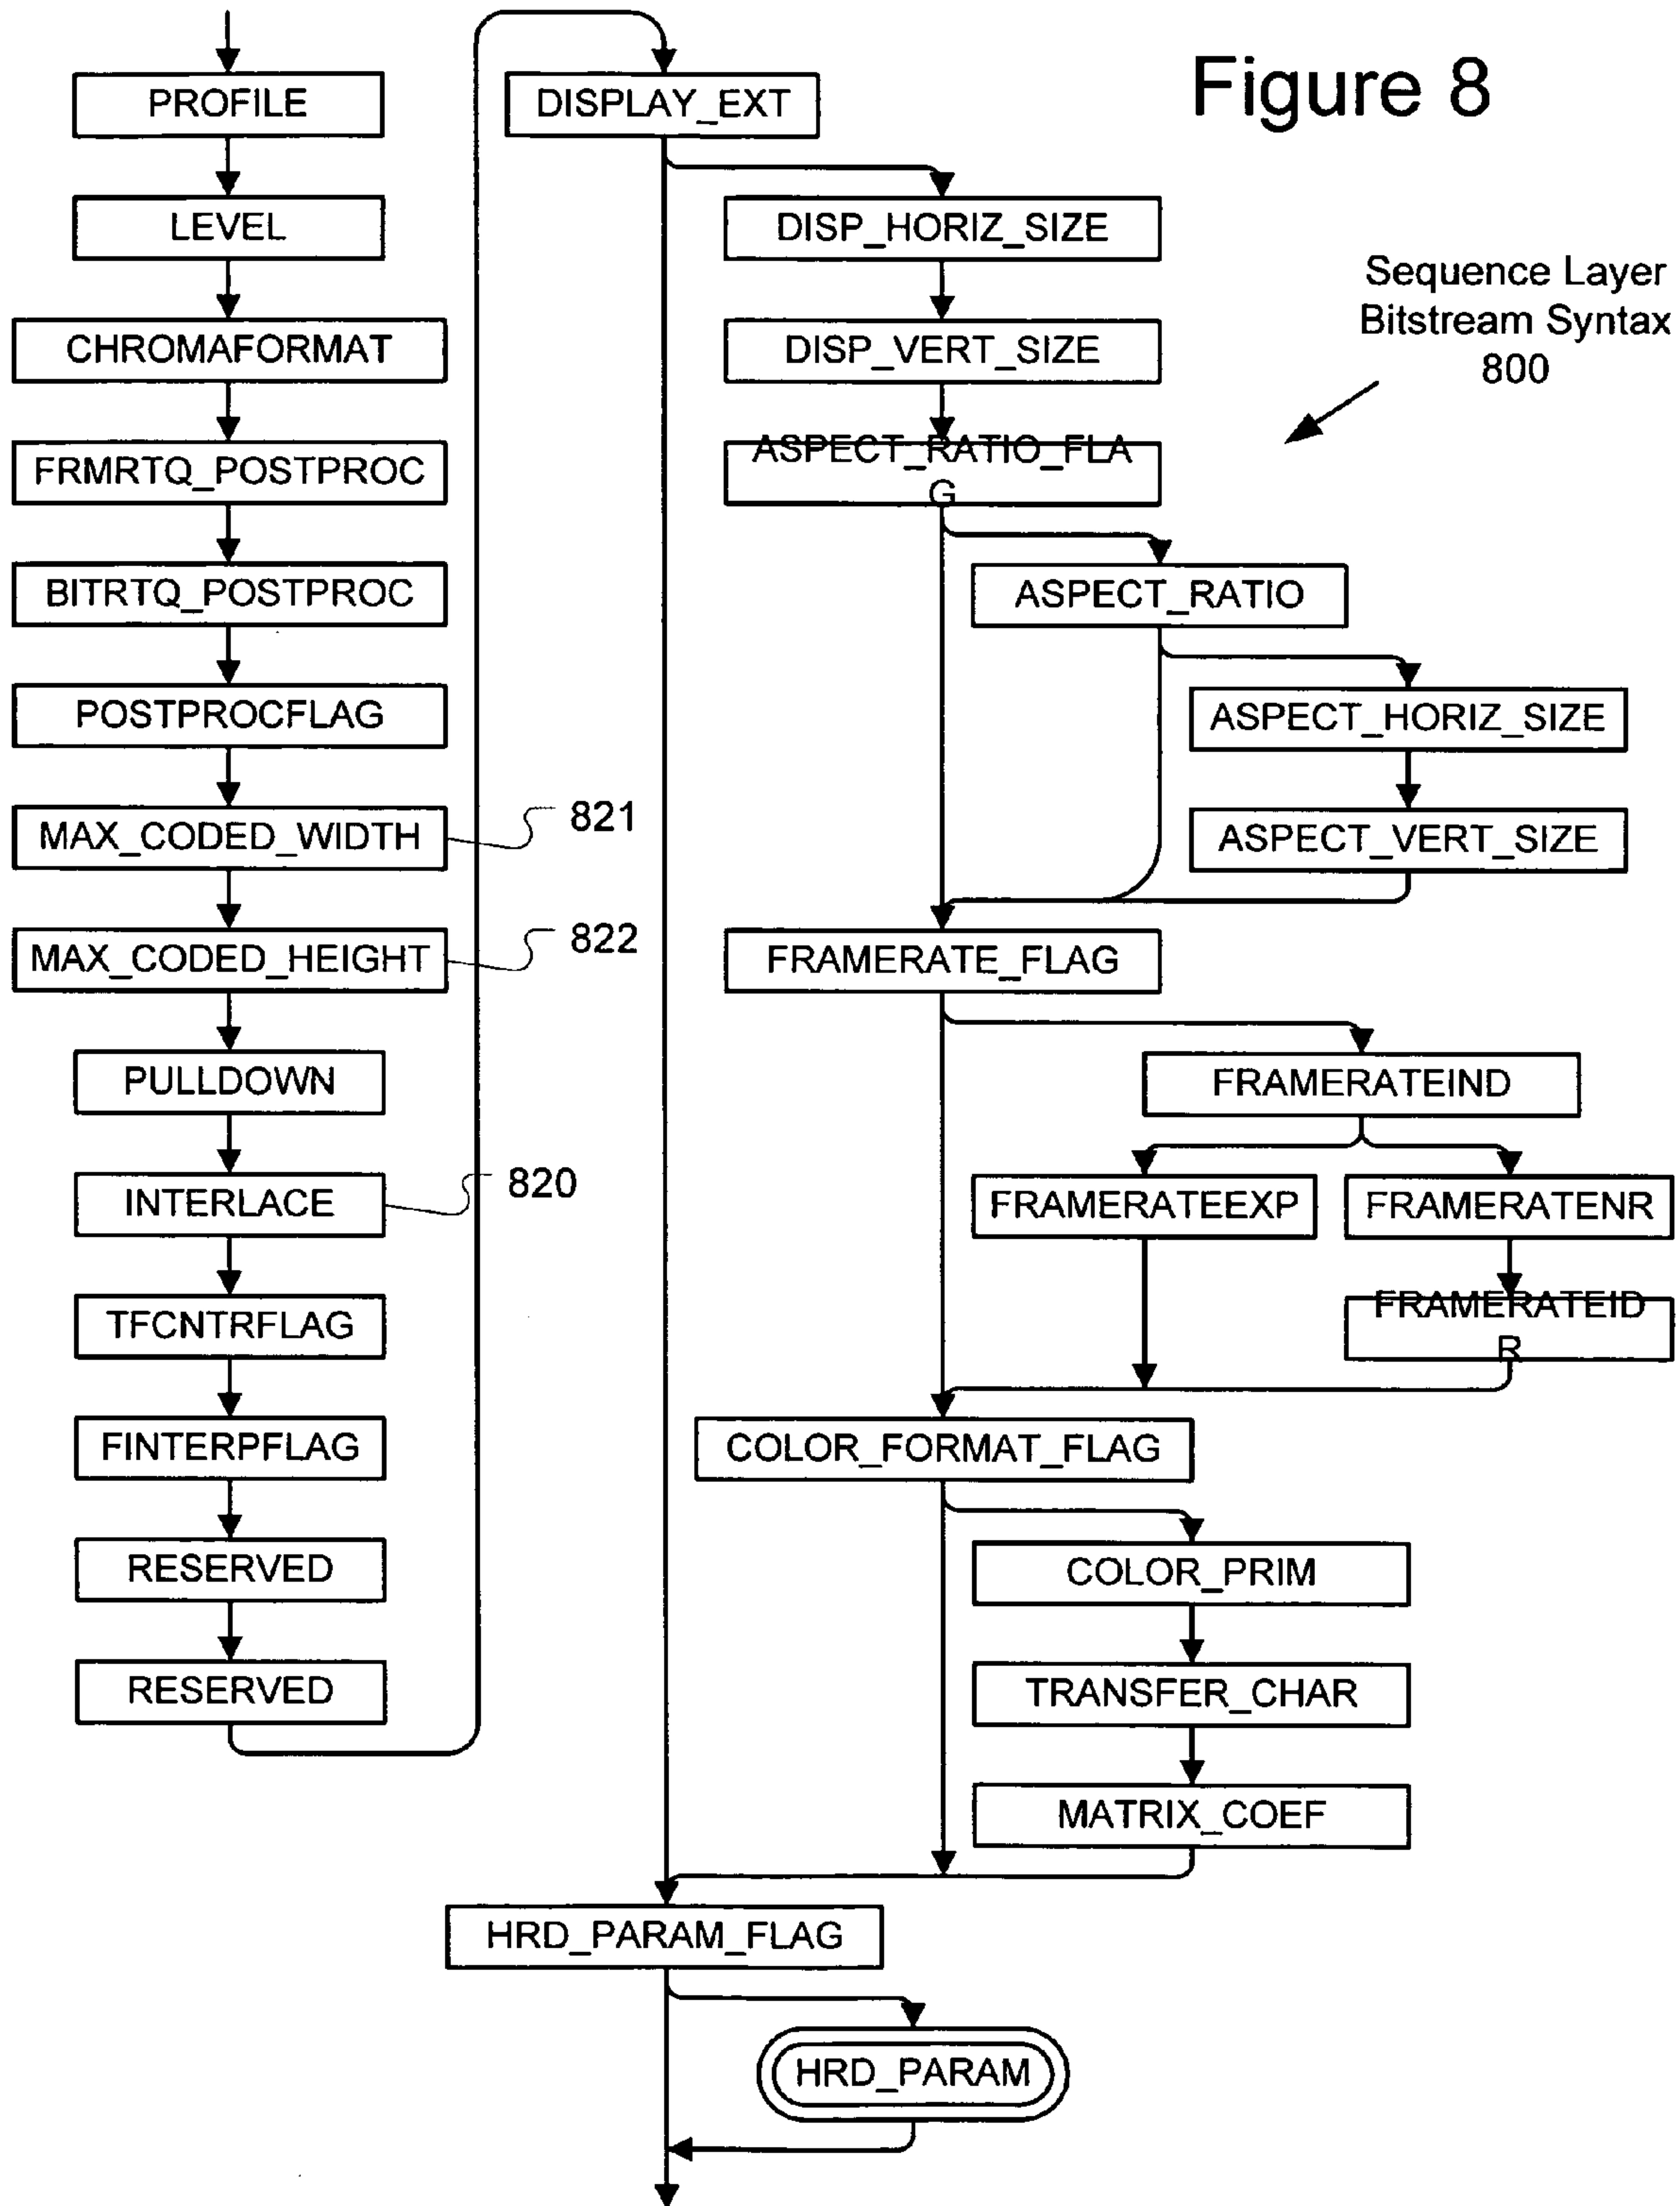 Figure 8
PROFILE
LEVEL
CHROMAFORMAT
FRMRTQ_POSTPROC
BITRTQ_POSTPROC
POSTPROCFLAG
MAX_CODED_WIDTH
821
MAX_CODED_HEIGHT
822
PULLDOWN
INTERLACE
820
TFCNTRFLAG
FINTERPFLAG
RESERVED
RESERVED
DISPLAY_EXT
DISP_HORIZ_SIZE
DISP_VERT_SIZE
ASPECT_RATIO_FLA
G
ASPECT_RATIO
ASPECT_HORIZ_SIZE
ASPECT_VERT_SIZE
FRAMERATE_FLAG
FRAMERATEIND
FRAMERATEEXP
FRAMERATENR
FRAMERATEID
R
COLOR_FORMAT_FLAG
COLOR_PRIM
TRANSFER_CHAR
MATRIX_COEF
HRD_PARAM_FLAG
HRD_PARAM
Sequence Layer
Bitstream Syntax
800